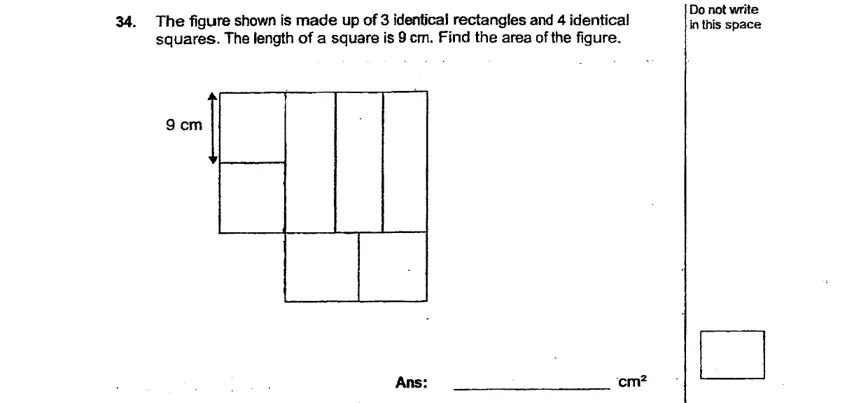 34. The figure shown is made up of 3 identical rectangles and 4 identical
squares. The length of a square is 9 cm. Find the area of the figure.
Do not write
in this space
9 cm
Ans: ____________ cm²